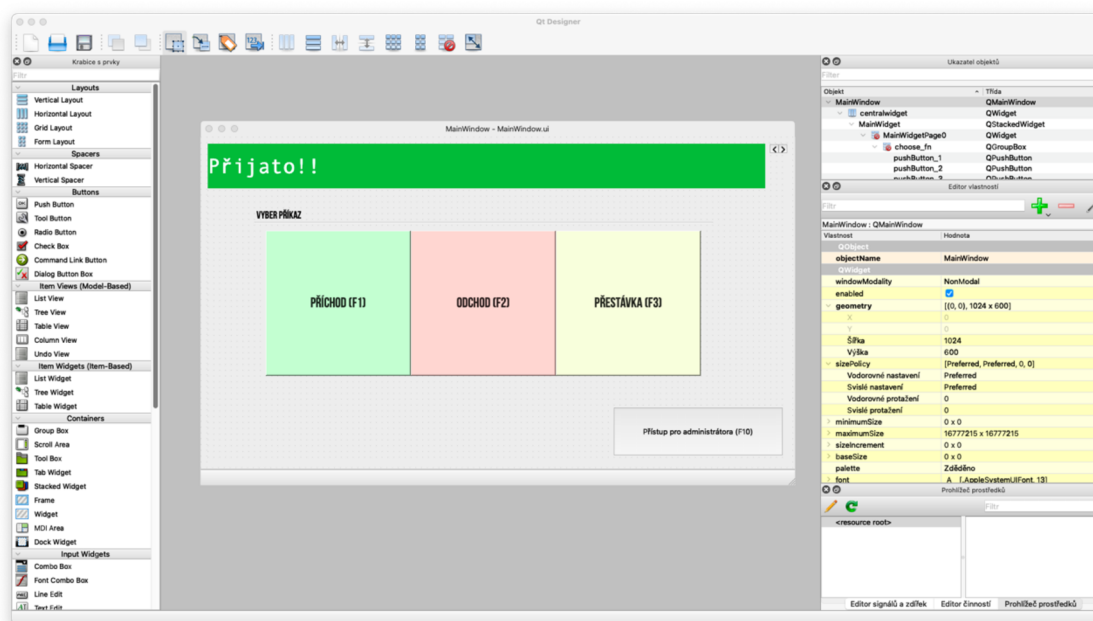 Qt Designer
Krabice s prvky
Filtr
Layouts
Vertical Layout
Horizontal Layout
Grid Layout
Form Layout
Spacers
Horizontal Spacer
Vertical Spacer
Buttons
Push Button
Tool Button
Radio Button
Check Box
Command Link Button
Dialog Button Box
Item Views (Model-Based)
List View
Tree View
Table View
Column View
Undo View
Item Widgets (Item-Based)
List Widget
Tree Widget
Table Widget
Containers
Group Box
Scroll Area
Tool Box
Tab Widget
Stacked Widget
Frame
Widget
MDI Area
Dock Widget
Input Widgets
Combo Box
Font Combo Box
Line Edit
Text Edit
MainWindow - MainWindow.ui
Přijato!!
VYBER PŘÍKAZ
PŘÍCHOD (F1)
ODCHOD (F2)
PŘESTÁVKA (F3)
Přístup pro administrátora (F10)
Ukazatel objektů
Filter
Objekt Třída
MainWindow QMainWindow
centralwidget QWidget
MainWidget QStackedWidget
MainWidgetPage0 QWidget
choose_fn QGroupBox
pushButton_1 QPushButton
pushButton_2 QPushButton
pushButton_3 QPushButton
Editor vlastností
Filtr
MainWindow : QMainWindow
Vlastnost Hodnota
QObject
objectName MainWindow
QWidget
windowModality NonModal
enabled
geometry [(0, 0), 1024 x 600]
X 0
Y 0
Šířka 1024
Výška 600
sizePolicy [Preferred, Preferred, 0, 0]
Vodorovné nastavení Preferred
Svislé nastavení Preferred
Vodorovné protažení 0
Svislé protažení 0
minimumSize 0 x 0
maximumSize 16777215 x 16777215
sizeIncrement 0 x 0
baseSize 0 x 0
palette Zděděno
font A [.AppleSystemUIFont, 13]
Prohlížeč prostředků
Filtr
<resource root>
Editor signálů a zdířek Editor činností Prohlížeč prostředků